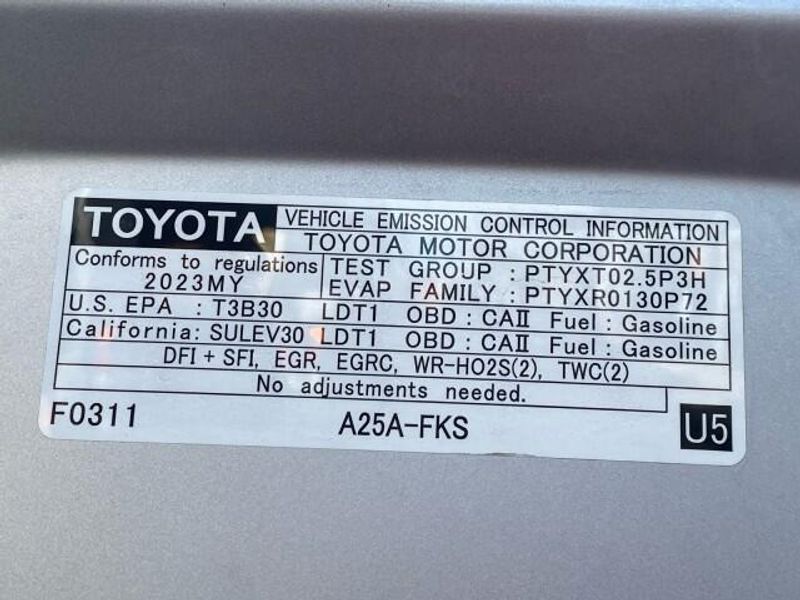 TOYOTA VEHICLE EMISSION CONTROL INFORMATION
TOYOTA MOTOR CORPORATION
Conforms to regulations
2023MY
TEST GROUP : PTYXT02.5P3H
EVAP FAMILY : PTYXR0130P72
U.S. EPA : T3B30 LDT1 OBD : CAⅡ Fuel : Gasoline
California: SULEV30 LDT1 OBD : CAⅡ Fuel : Gasoline
DFI + SFI, EGR, EGRC, WR-HO2S(2), TWC(2)
No adjustments needed.
F0311 A25A-FKS U5